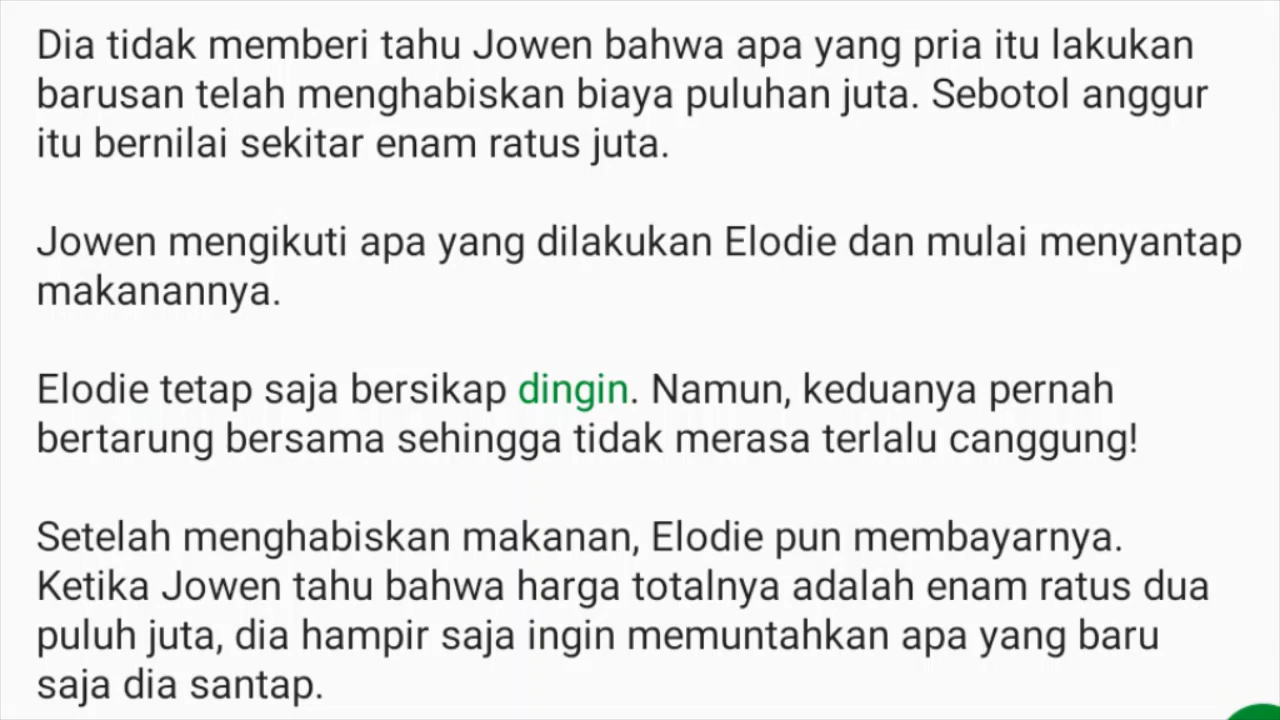 Dia tidak memberi tahu Jowen bahwa apa yang pria itu lakukan
barusan telah menghabiskan biaya puluhan juta. Sebotol anggur
itu bernilai sekitar enam ratus juta.
Jowen mengikuti apa yang dilakukan Elodie dan mulai menyantap
makanannya.
Elodie tetap saja bersikap dingin. Namun, keduanya pernah
bertarung bersama sehingga tidak merasa terlalu canggung!
Setelah menghabiskan makanan, Elodie pun membayarnya.
Ketika Jowen tahu bahwa harga totalnya adalah enam ratus dua
puluh juta, dia hampir saja ingin memuntahkan apa yang baru
saja dia santap.